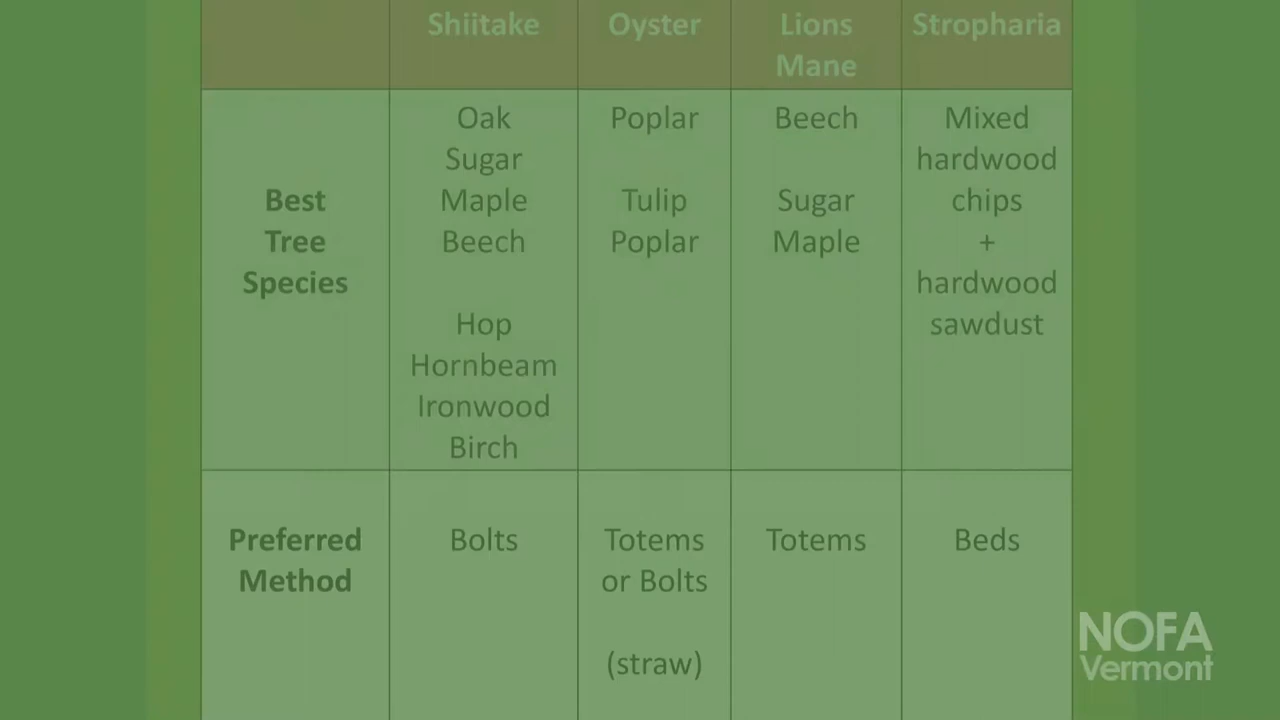 Shiitake
Oyster
Lions
Mane
Stropharia
Best
Tree
Species
Oak
Sugar
Maple
Beech
Hop
Hornbeam
Ironwood
Birch
Poplar
Tulip
Poplar
Beech
Sugar
Maple
Mixed
hardwood
chips
+
hardwood
sawdust
Preferred
Method
Bolts
Totems
or Bolts
(straw)
Totems
Beds
NOFA
Vermont